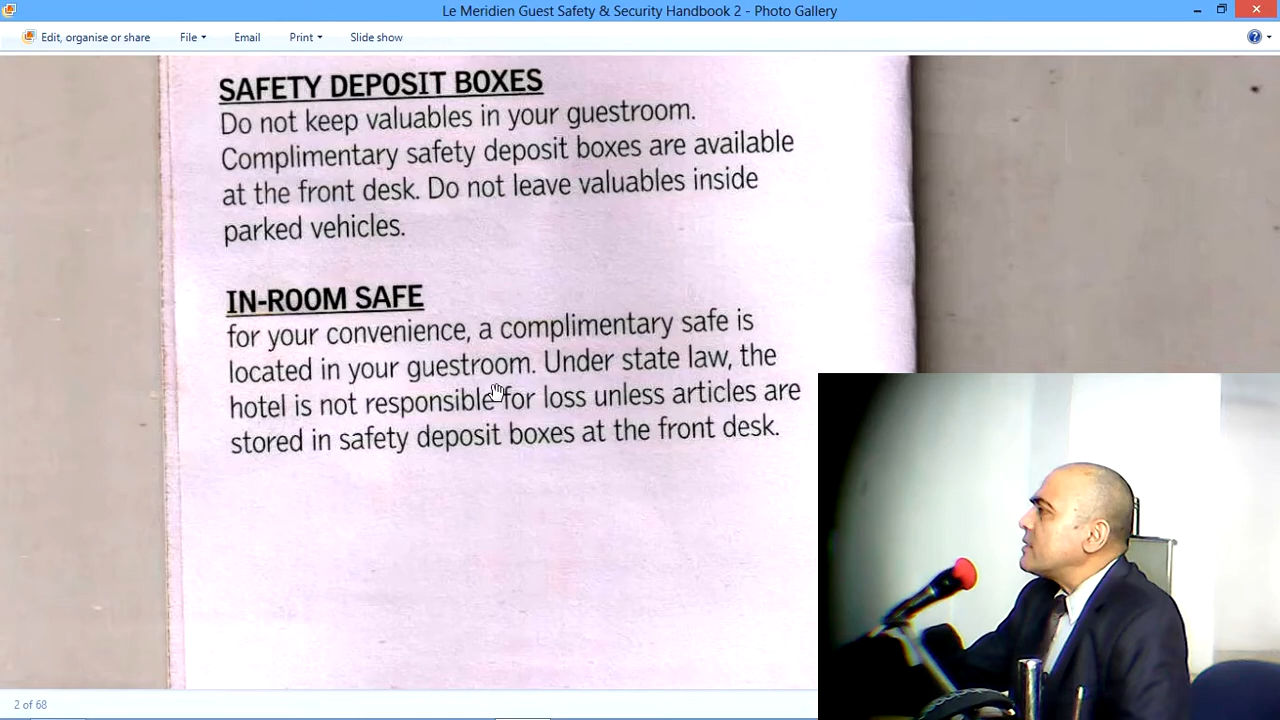 Le Meridien Guest Safety & Security Handbook 2 - Photo Gallery
Edit, organise or share File Email Print Slide show
SAFETY DEPOSIT BOXES
Do not keep valuables in your guestroom.
Complimentary safety deposit boxes are available
at the front desk. Do not leave valuables inside
parked vehicles.
IN-ROOM SAFE
for your convenience, a complimentary safe is
located in your guestroom. Under state law, the
hotel is not responsible for loss unless articles are
stored in safety deposit boxes at the front desk.
2 of 68